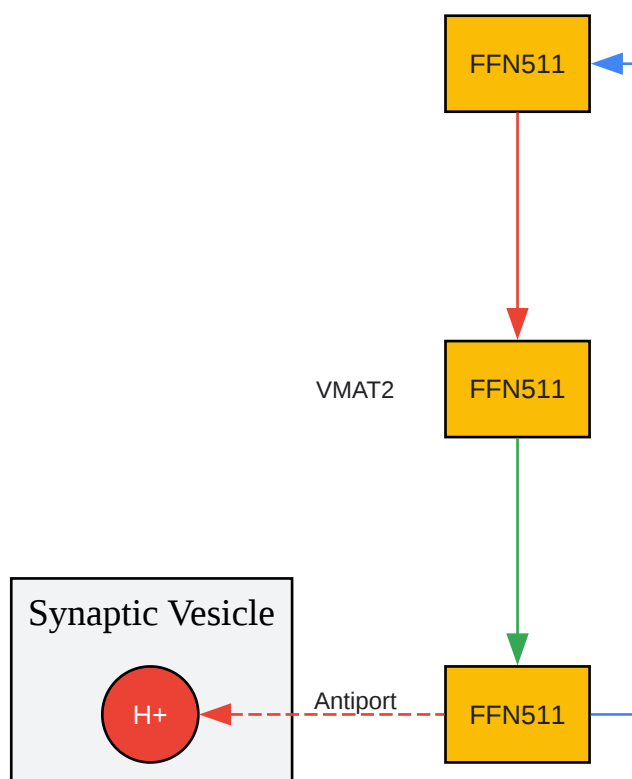 FFN511
VMAT2
FFN511
Synaptic Vesicle
H+
Antiport
FFN511